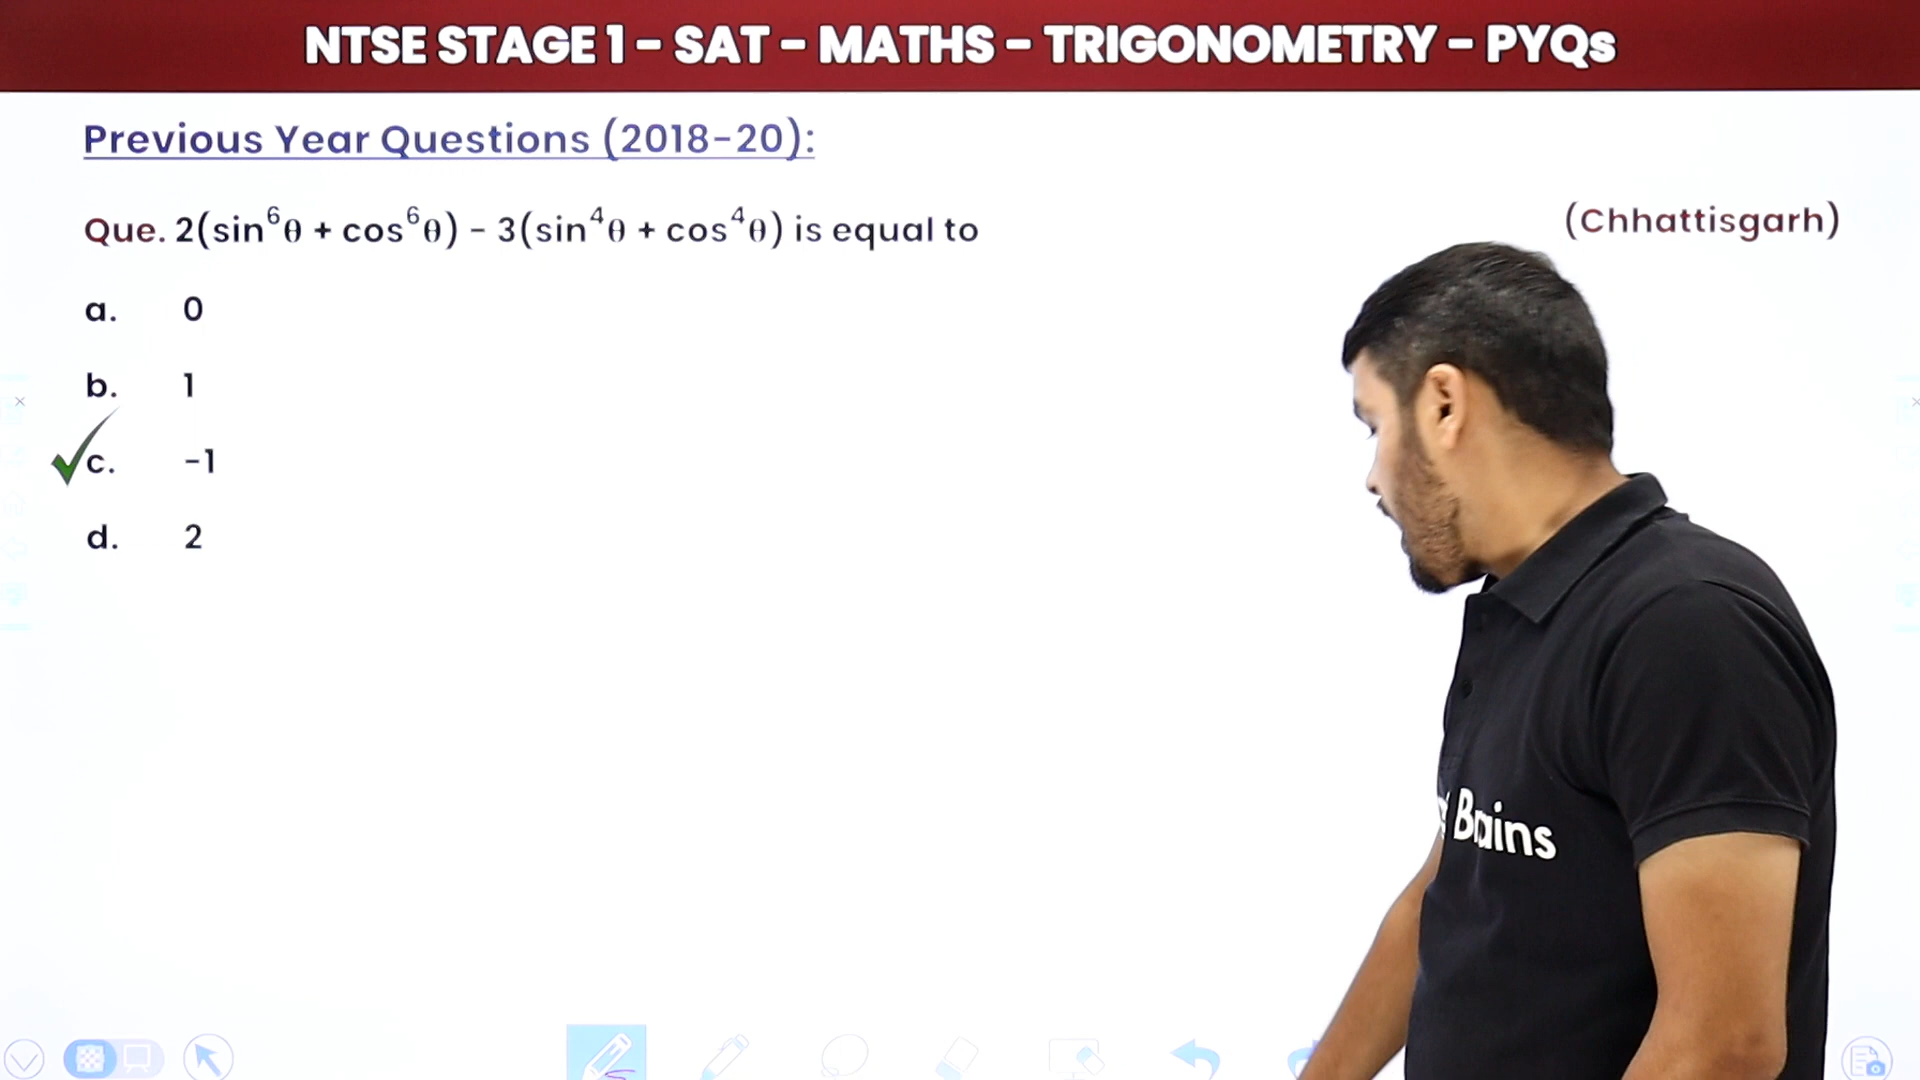 NTSE STAGE 1 – SAT – MATHS – TRIGONOMETRY – PYQs
Previous Year Questions (2018-20):
Que. 2(sin⁶θ + cos⁶θ) - 3(sin⁴θ + cos⁴θ) is equal to
(Chhattisgarh)
a. 0
b. 1
c. -1
d. 2
Brains